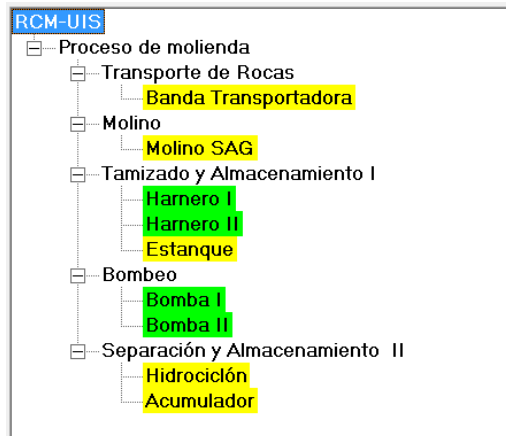 RCM-UIS
Proceso de molienda
Transporte de Rocas
Banda Transportadora
Molino
Molino SAG
Tamizado y Almacenamiento I
Harnero I
Harnero II
Estanque
Bombeo
Bomba I
Bomba II
Separación y Almacenamiento II
Hidrociclón
Acumulador